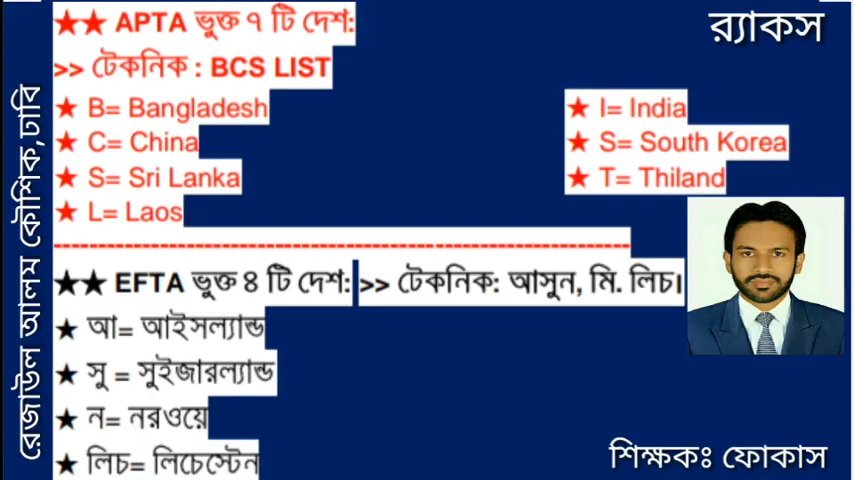 ★★ APTA ভুক্ত ৭ টি দেশ:
>> টেকনিক : BCS LIST
★ B= Bangladesh
★ C= China
★ S= Sri Lanka
★ L= Laos
★ I= India
★ S= South Korea
★ T= Thiland
★★ EFTA ভুক্ত ৪ টি দেশ: >> টেকনিক: আসুন, মি. লিচ।
★ আ= আইসল্যান্ড
★ সু = সুইজারল্যান্ড
★ ন= নরওয়ে
★ লিচ= লিচেস্টেন
র‍্যাকস
রেজাউল আলম কৌশিক,ঢাবি
শিক্ষকঃ ফোকাস